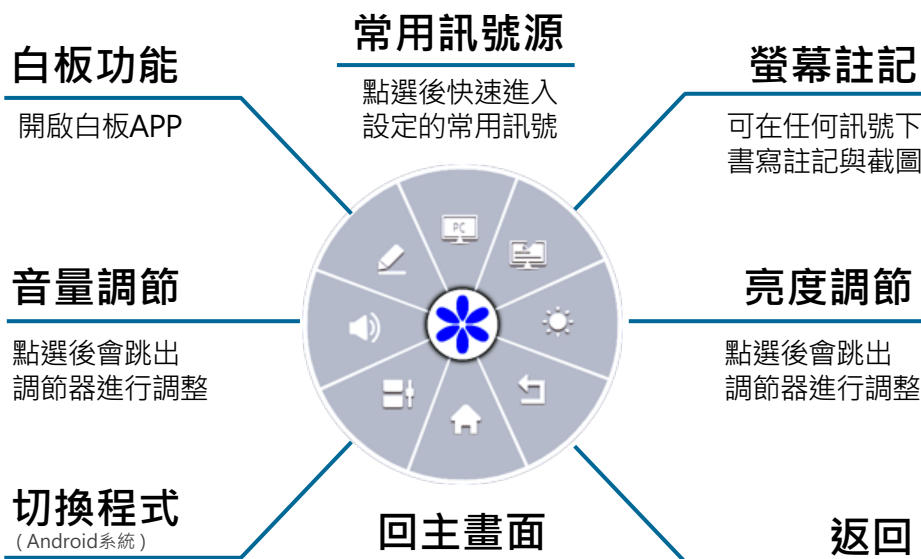 常用訊號源
點選後快速進入
設定的常用訊號
白板功能
開啟白板APP
螢幕註記
可在任何訊號下
書寫註記與截圖
PC
音量調節
點選後會跳出
調節器進行調整
亮度調節
點選後會跳出
調節器進行調整
切換程式
(Android系統)
回主畫面
返回